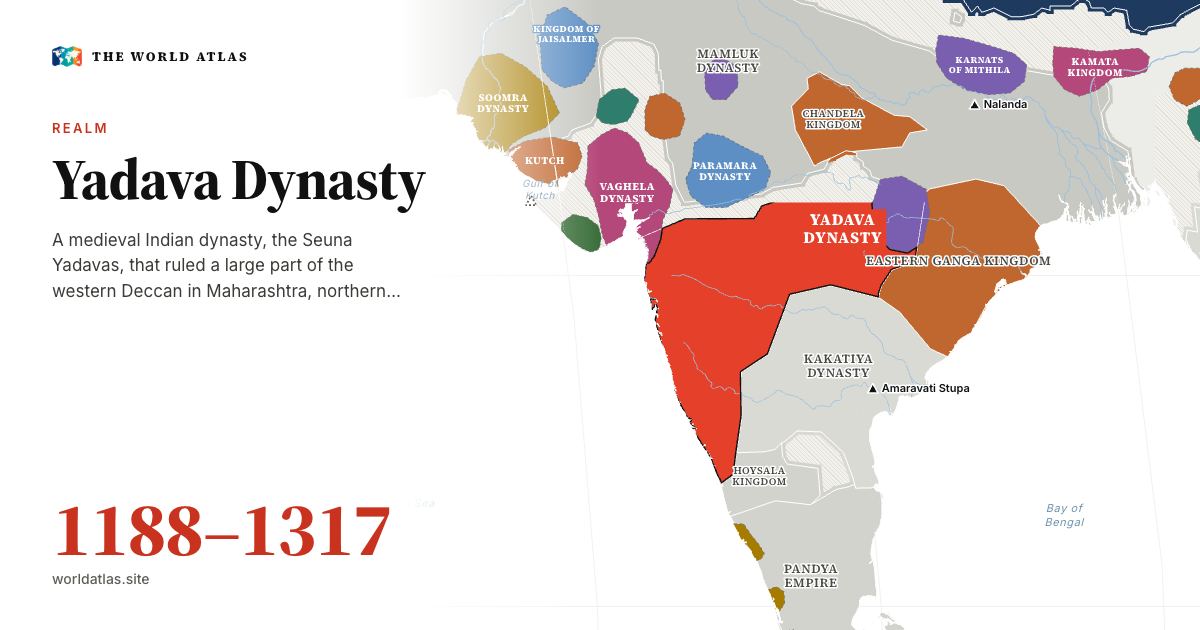 THE WORLD ATLAS
REALM
Yadava Dynasty
A medieval Indian dynasty, the Seuna
Yadavas, that ruled a large part of the
western Deccan in Maharashtra, northern...
1188–1317
worldatlas.site
KINGDOM OF
JAISALMER
MAMLUK
DYNASTY
KARNATS
OF MITHILA
KAMATA
KINGDOM
SOOMRA
DYNASTY
Nalanda
CHANDELA
KINGDOM
KUTCH
PARAMARA
DYNASTY
Gulf of
Kutch
VAGHELA
DYNASTY
YADAVA
DYNASTY
EASTERN GANGA KINGDOM
KAKATIYA
DYNASTY
Amaravati Stupa
HOYSALA
KINGDOM
Sea
Bay of
Bengal
PANDYA
EMPIRE